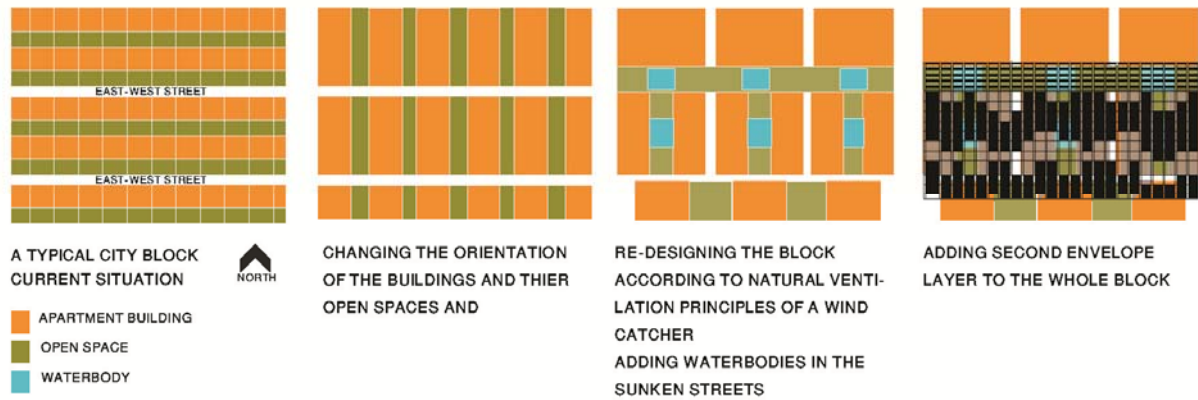 EAST-WEST STREET
EAST-WEST STREET
A TYPICAL CITY BLOCK
CURRENT SITUATION
NORTH
APARTMENT BUILDING
OPEN SPACE
WATERBODY
CHANGING THE ORIENTATION
OF THE BUILDINGS AND THIER
OPEN SPACES AND
RE-DESIGNING THE BLOCK
ACCORDING TO NATURAL VENTI-
LATION PRINCIPLES OF A WIND
CATCHER
ADDING WATERBODIES IN THE
SUNKEN STREETS
ADDING SECOND ENVELOPE
LAYER TO THE WHOLE BLOCK